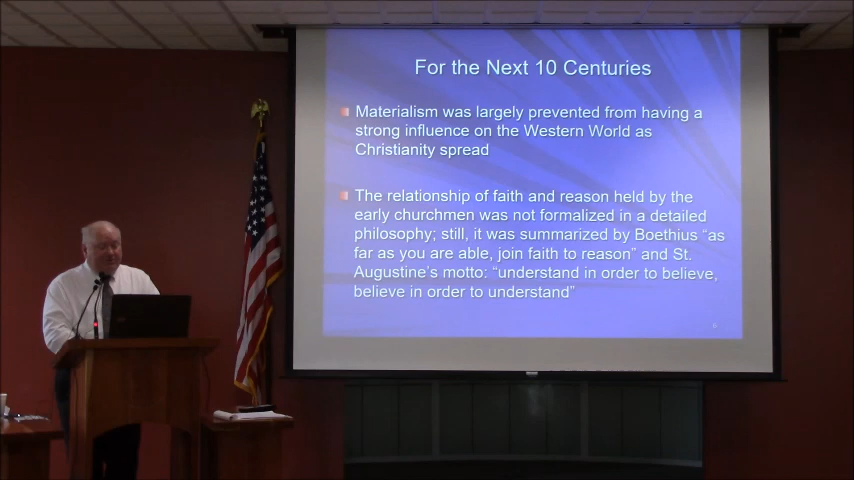 For the Next 10 Centuries
Materialism was largely prevented from having a
strong influence on the Western World as
Christianity spread
The relationship of faith and reason held by the
early churchmen was not formalized in a detailed
philosophy; still, it was summarized by Boethius “as
far as you are able, join faith to reason” and St.
Augustine’s motto: “understand in order to believe,
believe in order to understand”